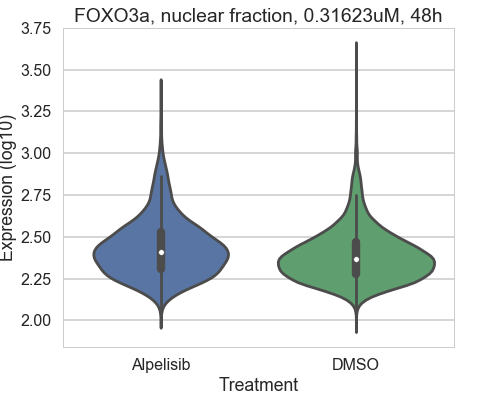 FOXO3a, nuclear fraction, 0.31623uM, 48h
3.75
3.50
3.25
3.00
2.75
2.50
2.25
2.00
Expression (log10)
Alpelisib DMSO
Treatment